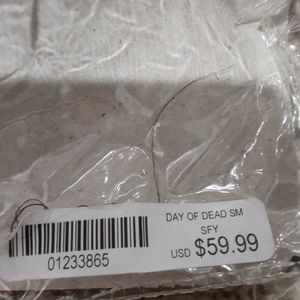 DAY OF DEAD SM
SFY
USD $59.99
01233865